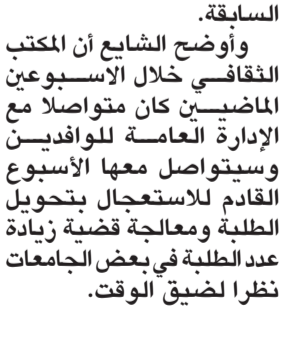 السابقة.
وأوضح الشايع أن المكتب
الثقافي خلال الاسبوعين
الماضيين كان متواصلا مع
الإدارة العامة للوافدين
وسيتواصل معها الأسبوع
القادم للاستعجال بتحويل
الطلبة ومعالجة قضية زيادة
عدد الطلبة في بعض الجامعات
نظرا لضيق الوقت.